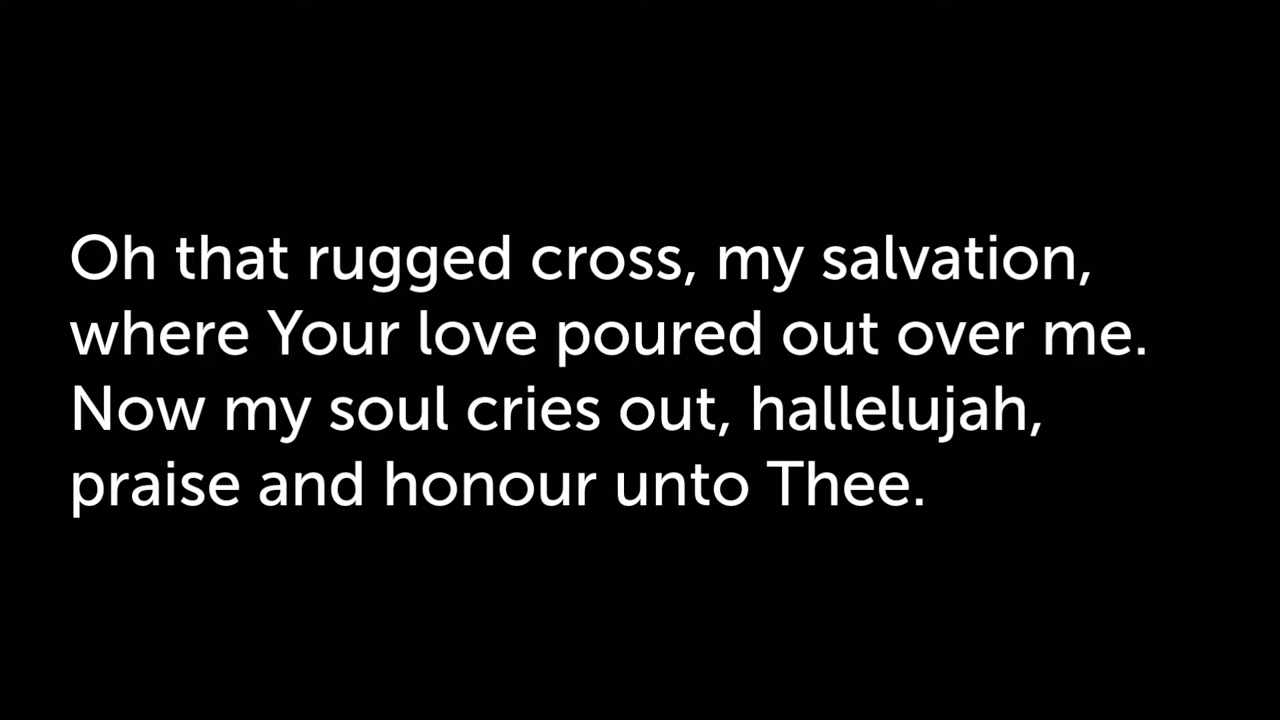 Oh that rugged cross, my salvation,
where Your love poured out over me.
Now my soul cries out, hallelujah,
praise and honour unto Thee.